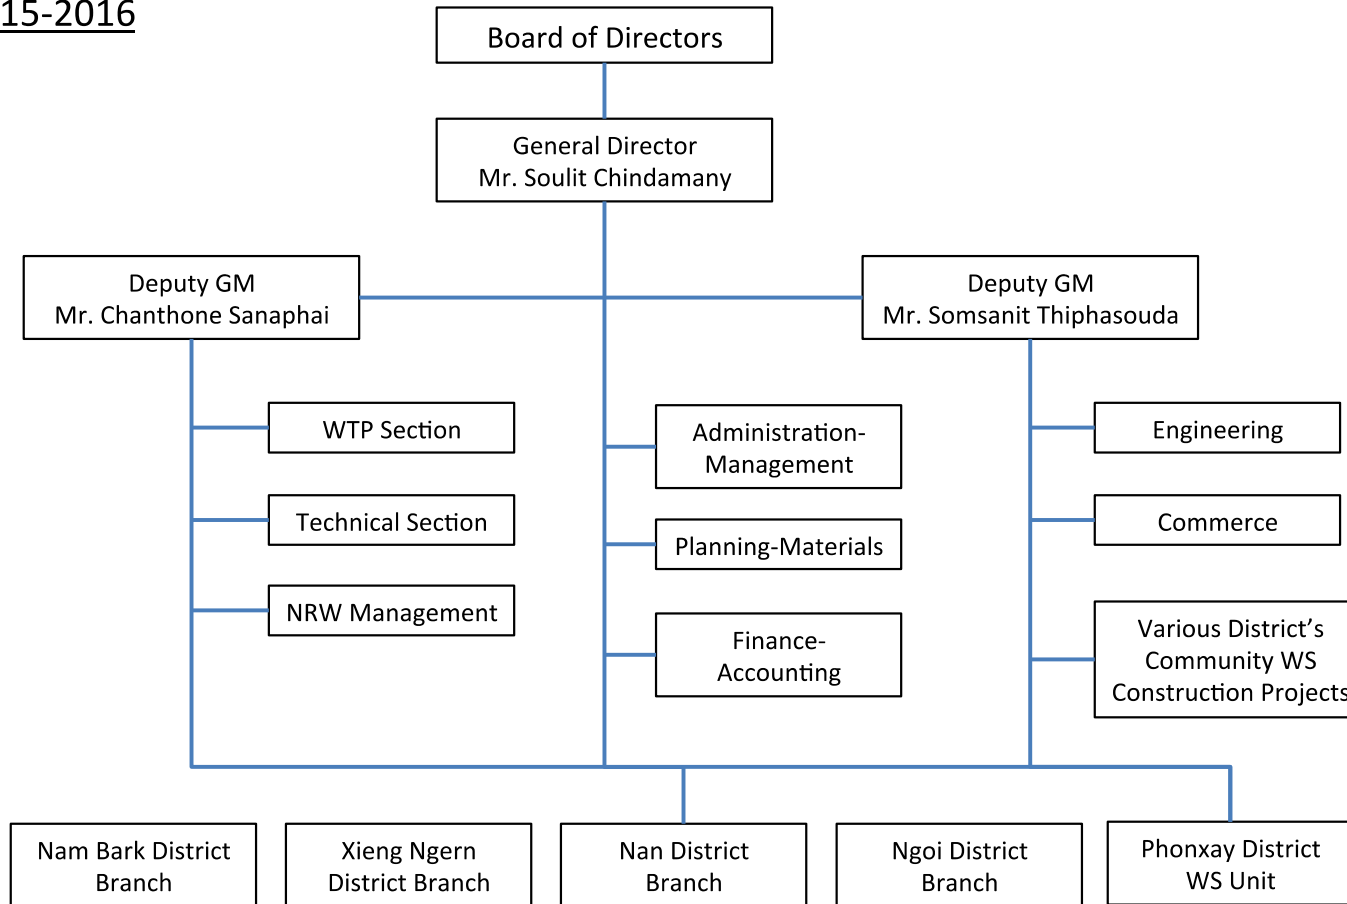 15-2016
Board of Directors
General Director
Mr. Soulit Chindamany
Deputy GM
Mr. Chanthone Sanaphai
Deputy GM
Mr. Somsanit Thiphasouda
WTP Section
Technical Section
NRW Management
Administration-
Management
Planning-Materials
Finance-
Accounting
Engineering
Commerce
Various District’s
Community WS
Construction Projects
Nam Bark District
Branch
Xieng Ngern
District Branch
Nan District
Branch
Ngoi District
Branch
Phonxay District
WS Unit